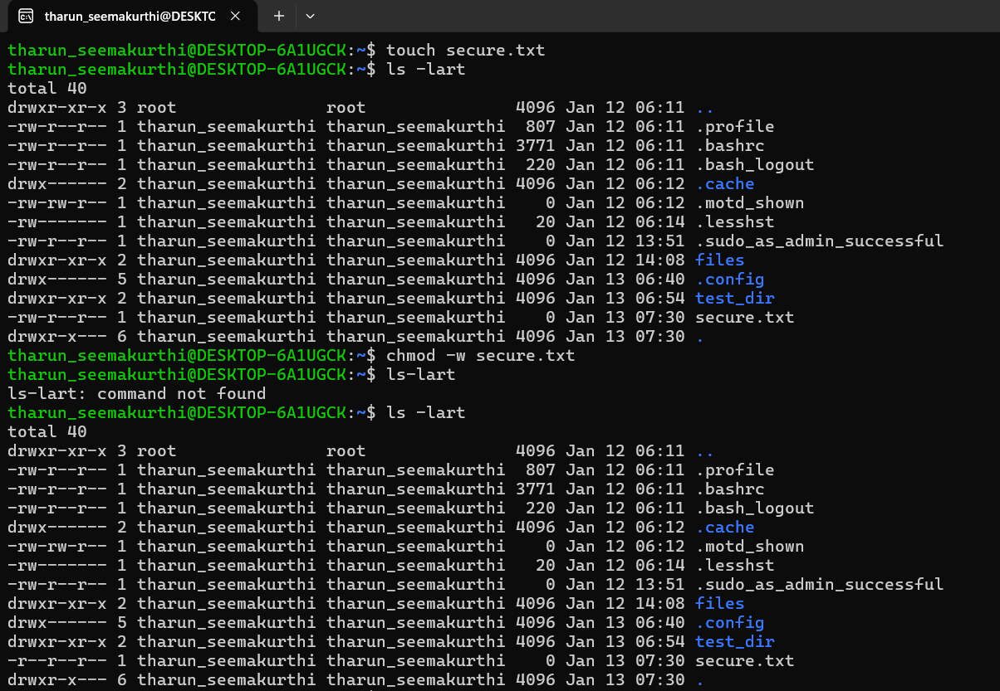 tharun_seemakurthi@DESKTC
tharun_seemakurthi@DESKTOP-6A1UGCK:~$ touch secure.txt
tharun_seemakurthi@DESKTOP-6A1UGCK:~$ ls -lart
total 40
drwxr-xr-x 3 root               root               4096 Jan 12 06:11 ..
-rw-r--r-- 1 tharun_seemakurthi tharun_seemakurthi  807 Jan 12 06:11 .profile
-rw-r--r-- 1 tharun_seemakurthi tharun_seemakurthi 3771 Jan 12 06:11 .bashrc
-rw-r--r-- 1 tharun_seemakurthi tharun_seemakurthi  220 Jan 12 06:11 .bash_logout
drwx------ 2 tharun_seemakurthi tharun_seemakurthi 4096 Jan 12 06:12 .cache
-rw-rw-r-- 1 tharun_seemakurthi tharun_seemakurthi    0 Jan 12 06:12 .motd_shown
-rw------- 1 tharun_seemakurthi tharun_seemakurthi   20 Jan 12 06:14 .lesshst
-rw-r--r-- 1 tharun_seemakurthi tharun_seemakurthi    0 Jan 12 13:51 .sudo_as_admin_successful
drwxr-xr-x 2 tharun_seemakurthi tharun_seemakurthi 4096 Jan 12 14:08 files
drwx------ 5 tharun_seemakurthi tharun_seemakurthi 4096 Jan 13 06:40 .config
drwxr-xr-x 2 tharun_seemakurthi tharun_seemakurthi 4096 Jan 13 06:54 test_dir
-rw-r--r-- 1 tharun_seemakurthi tharun_seemakurthi    0 Jan 13 07:30 secure.txt
drwxr-x--- 6 tharun_seemakurthi tharun_seemakurthi 4096 Jan 13 07:30 .
tharun_seemakurthi@DESKTOP-6A1UGCK:~$ chmod -w secure.txt
tharun_seemakurthi@DESKTOP-6A1UGCK:~$ ls-lart
ls-lart: command not found
tharun_seemakurthi@DESKTOP-6A1UGCK:~$ ls -lart
total 40
drwxr-xr-x 3 root               root               4096 Jan 12 06:11 ..
-rw-r--r-- 1 tharun_seemakurthi tharun_seemakurthi  807 Jan 12 06:11 .profile
-rw-r--r-- 1 tharun_seemakurthi tharun_seemakurthi 3771 Jan 12 06:11 .bashrc
-rw-r--r-- 1 tharun_seemakurthi tharun_seemakurthi  220 Jan 12 06:11 .bash_logout
drwx------ 2 tharun_seemakurthi tharun_seemakurthi 4096 Jan 12 06:12 .cache
-rw-rw-r-- 1 tharun_seemakurthi tharun_seemakurthi    0 Jan 12 06:12 .motd_shown
-rw------- 1 tharun_seemakurthi tharun_seemakurthi   20 Jan 12 06:14 .lesshst
-rw-r--r-- 1 tharun_seemakurthi tharun_seemakurthi    0 Jan 12 13:51 .sudo_as_admin_successful
drwxr-xr-x 2 tharun_seemakurthi tharun_seemakurthi 4096 Jan 12 14:08 files
drwx------ 5 tharun_seemakurthi tharun_seemakurthi 4096 Jan 13 06:40 .config
drwxr-xr-x 2 tharun_seemakurthi tharun_seemakurthi 4096 Jan 13 06:54 test_dir
-r--r--r-- 1 tharun_seemakurthi tharun_seemakurthi    0 Jan 13 07:30 secure.txt
drwxr-x--- 6 tharun_seemakurthi tharun_seemakurthi 4096 Jan 13 07:30 .